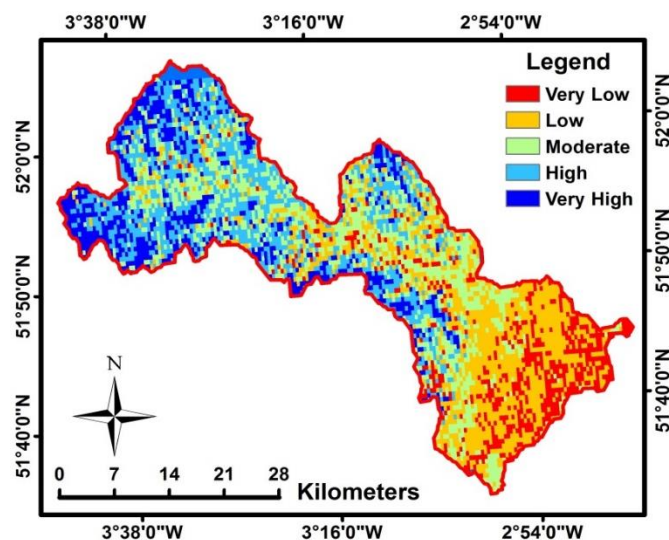 3°38'0"W 3°16'0"W 2°54'0"W
Legend
Very Low
Low
Moderate
High
Very High
52°0'0"N
52°0'0"N
51°50'0"N
51°50'0"N
51°40'0"N
51°40'0"N
N
0 7 14 21 28
Kilometers
3°38'0"W 3°16'0"W 2°54'0"W